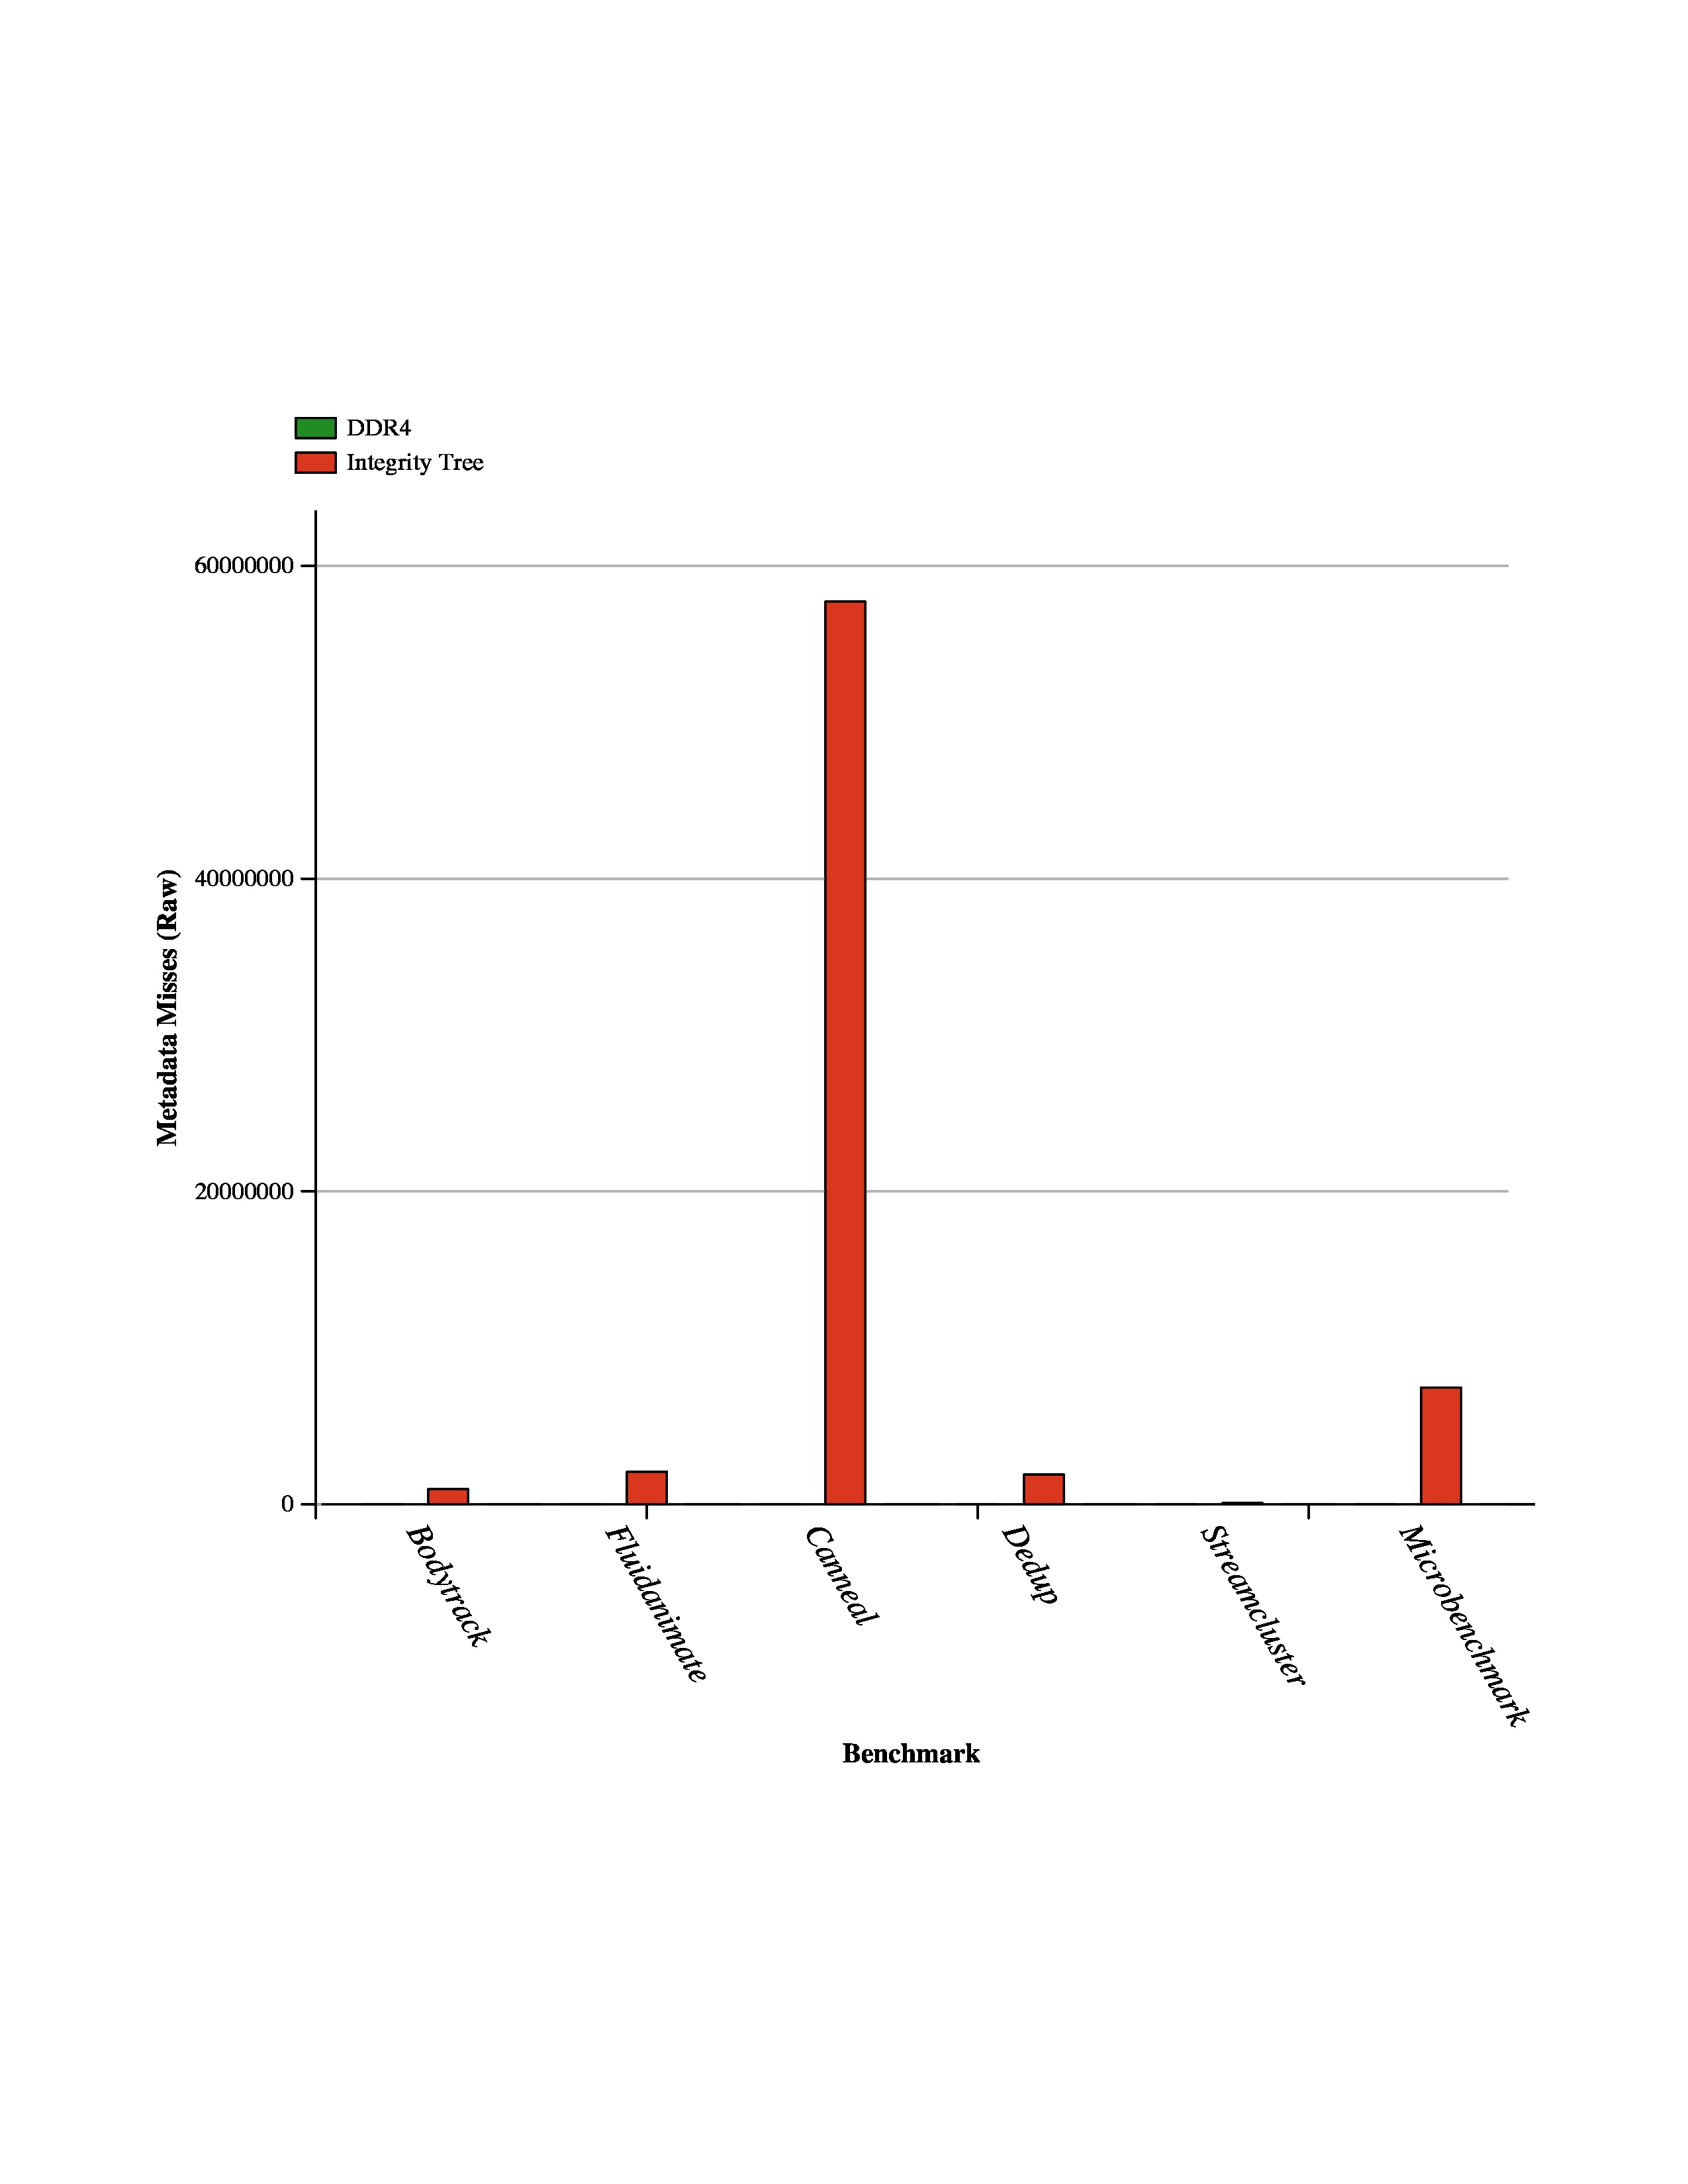 DDR4
Integrity Tree
60000000
40000000
20000000
0
Metadata Misses (Raw)
Bodytrack
Fluidanimate
Canneal
Dedup
Streamcluster
Microbenchmark
Benchmark